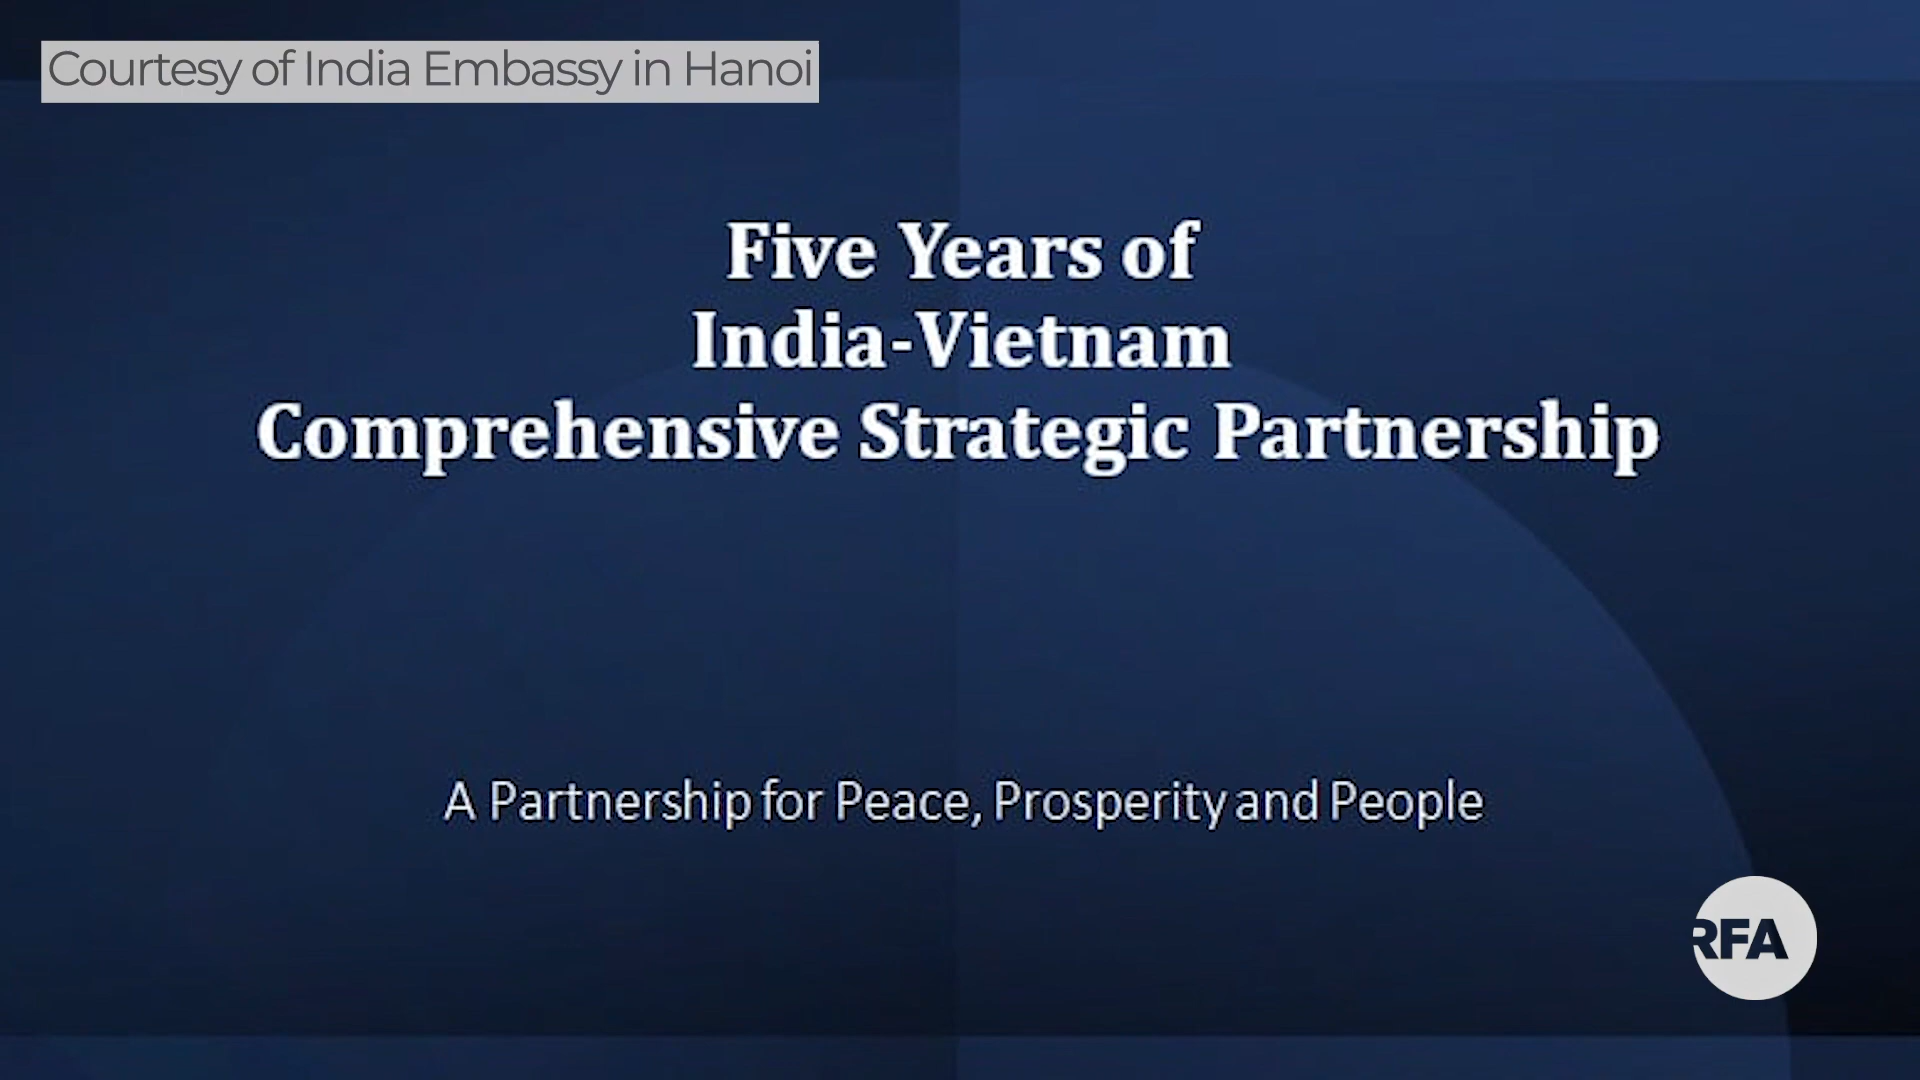 Courtesy of India Embassy in Hanoi
Five Years of
India-Vietnam
Comprehensive Strategic Partnership
A Partnership for Peace, Prosperity and People
RFA